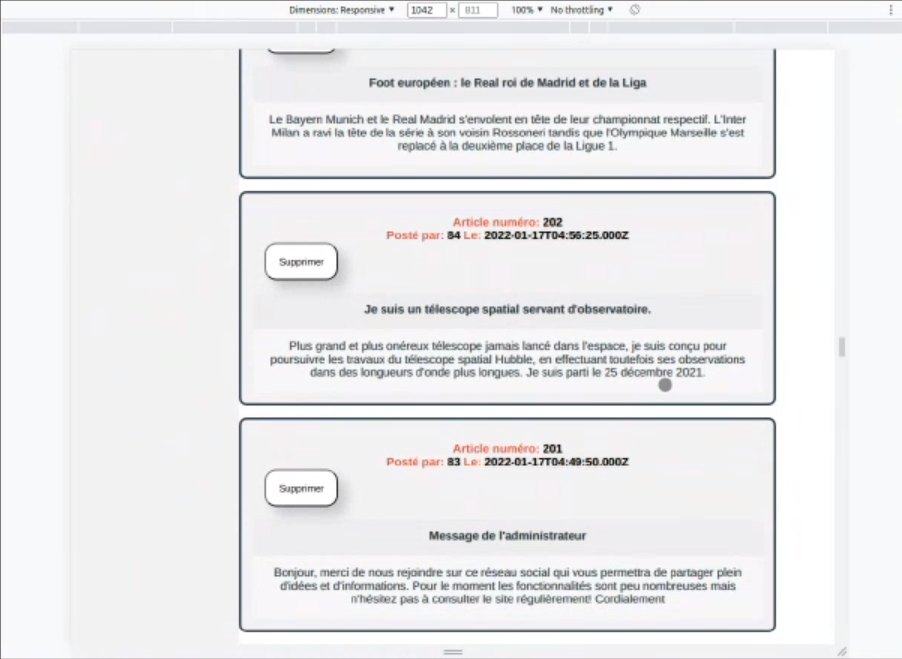 Dimensions: Responsive ▼ 1042 × 811 100% ▼ No throttling ▼
Foot européen : le Real roi de Madrid et de la Liga
Le Bayern Munich et le Real Madrid s'envolent en tête de leur championnat respectif. L'Inter
Milan a ravi la tête de la série à son voisin Rossoneri tandis que l'Olympique Marseille s'est
replacé à la deuxième place de la Ligue 1.
Article numéro: 202
Posté par: 84 Le: 2022-01-17T04:56:25.000Z
Supprimer
Je suis un télescope spatial servant d'observatoire.
Plus grand et plus onéreux télescope jamais lancé dans l'espace, je suis conçu pour
poursuivre les travaux du télescope spatial Hubble, en effectuant toutefois ses observations
dans des longueurs d'onde plus longues. Je suis parti le 25 décembre 2021.
Article numéro: 201
Posté par: 83 Le: 2022-01-17T04:49:50.000Z
Supprimer
Message de l'administrateur
Bonjour, merci de nous rejoindre sur ce réseau social qui vous permettra de partager plein
d'idées et d'informations. Pour le moment les fonctionnalités sont peu nombreuses mais
n'hésitez pas à consulter le site régulièrement! Cordialement